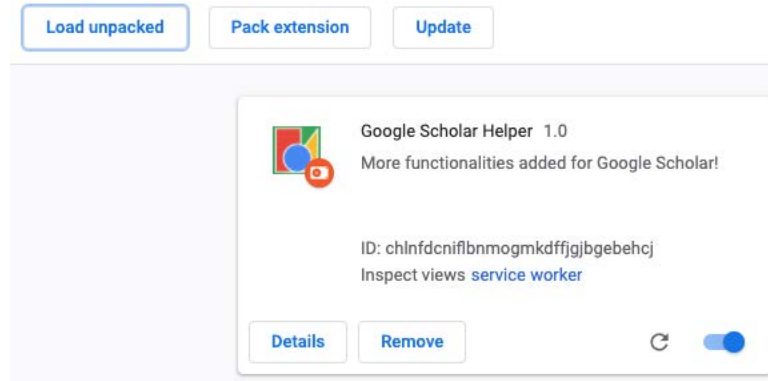 Load unpacked
Pack extension
Update
Google Scholar Helper 1.0
More functionalities added for Google Scholar!
ID: chlnfdcniflbnmogmkdffjgjbgebehcj
Inspect views service worker
Details
Remove